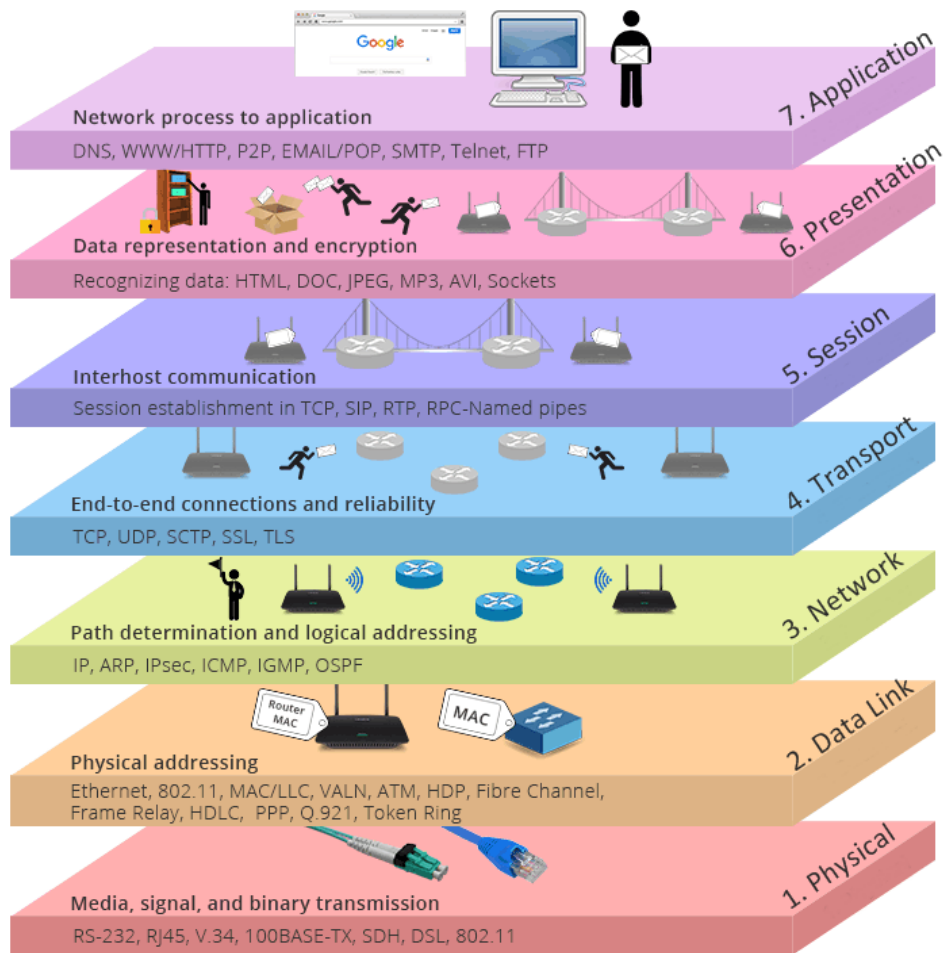 Google
7. Application
Network process to application
DNS, WWW/HTTP, P2P, EMAIL/POP, SMTP, Telnet, FTP
6. Presentation
Data representation and encryption
Recognizing data: HTML, DOC, JPEG, MP3, AVI, Sockets
5. Session
Interhost communication
Session establishment in TCP, SIP, RTP, RPC-Named pipes
4. Transport
End-to-end connections and reliability
TCP, UDP, SCTP, SSL, TLS
3. Network
Path determination and logical addressing
IP, ARP, IPsec, ICMP, IGMP, OSPF
Router
MAC
MAC
2. Data Link
Physical addressing
Ethernet, 802.11, MAC/LLC, VALN, ATM, HDP, Fibre Channel,
Frame Relay, HDLC, PPP, Q.921, Token Ring
1. Physical
Media, signal, and binary transmission
RS-232, RJ45, V.34, 100BASE-TX, SDH, DSL, 802.11